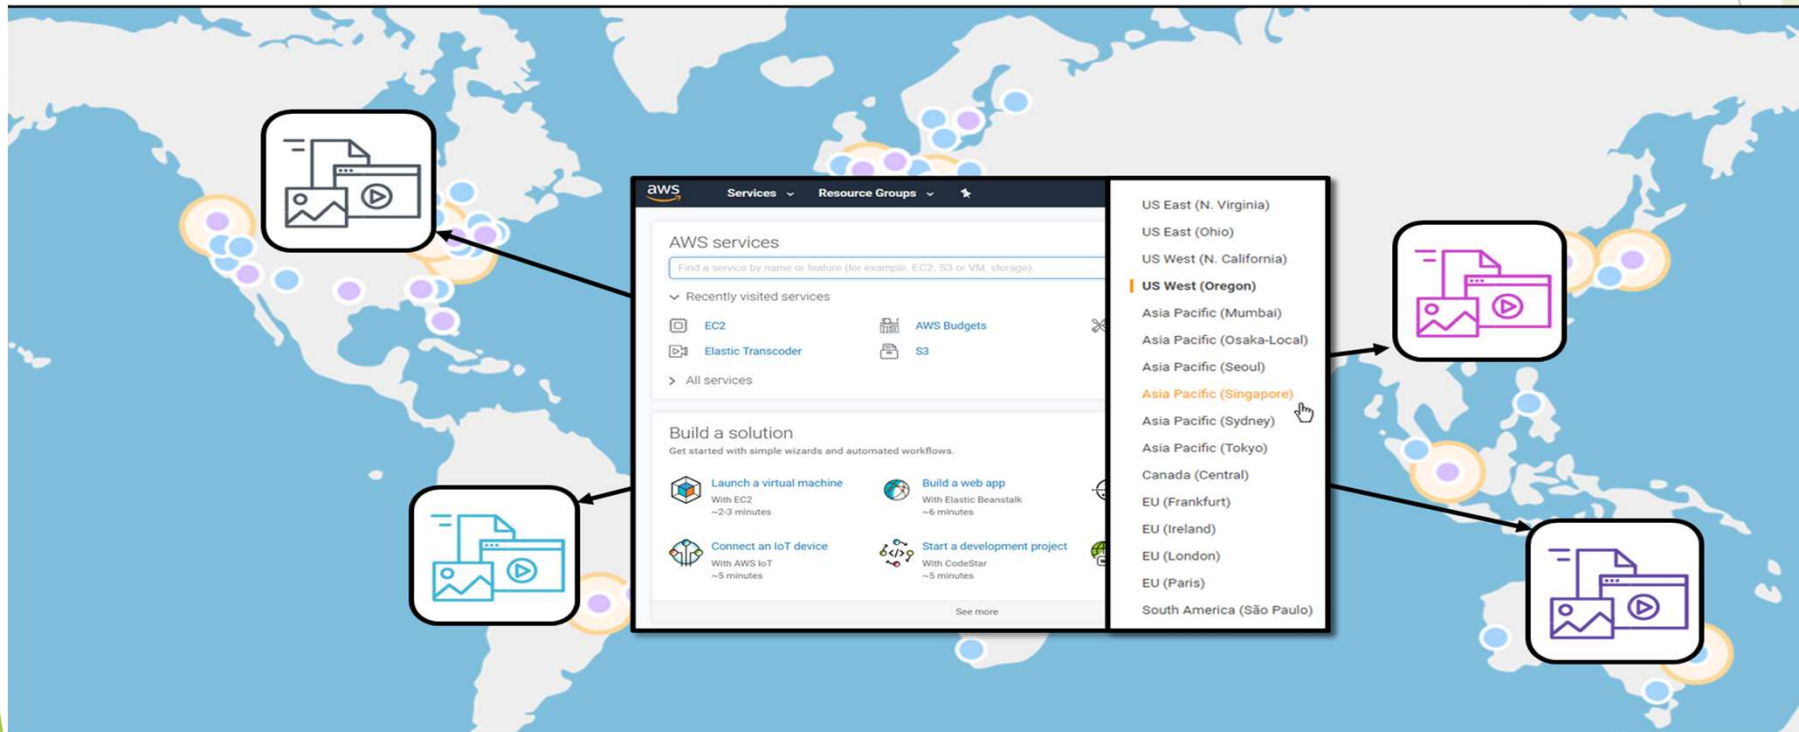 aws
Services
Resource Groups
AWS services
Find a service by name or feature (for example, EC2, S3 or VM, storage).
Recently visited services
EC2
AWS Budgets
Elastic Transcoder
S3
All services
Build a solution
Get started with simple wizards and automated workflows.
Launch a virtual machine
With EC2
~2-3 minutes
Build a web app
With Elastic Beanstalk
~6 minutes
Connect an IoT device
With AWS IoT
~5 minutes
Start a development project
With CodeStar
~5 minutes
See more
US East (N. Virginia)
US East (Ohio)
US West (N. California)
US West (Oregon)
Asia Pacific (Mumbai)
Asia Pacific (Osaka-Local)
Asia Pacific (Seoul)
Asia Pacific (Singapore)
Asia Pacific (Sydney)
Asia Pacific (Tokyo)
Canada (Central)
EU (Frankfurt)
EU (Ireland)
EU (London)
EU (Paris)
South America (São Paulo)